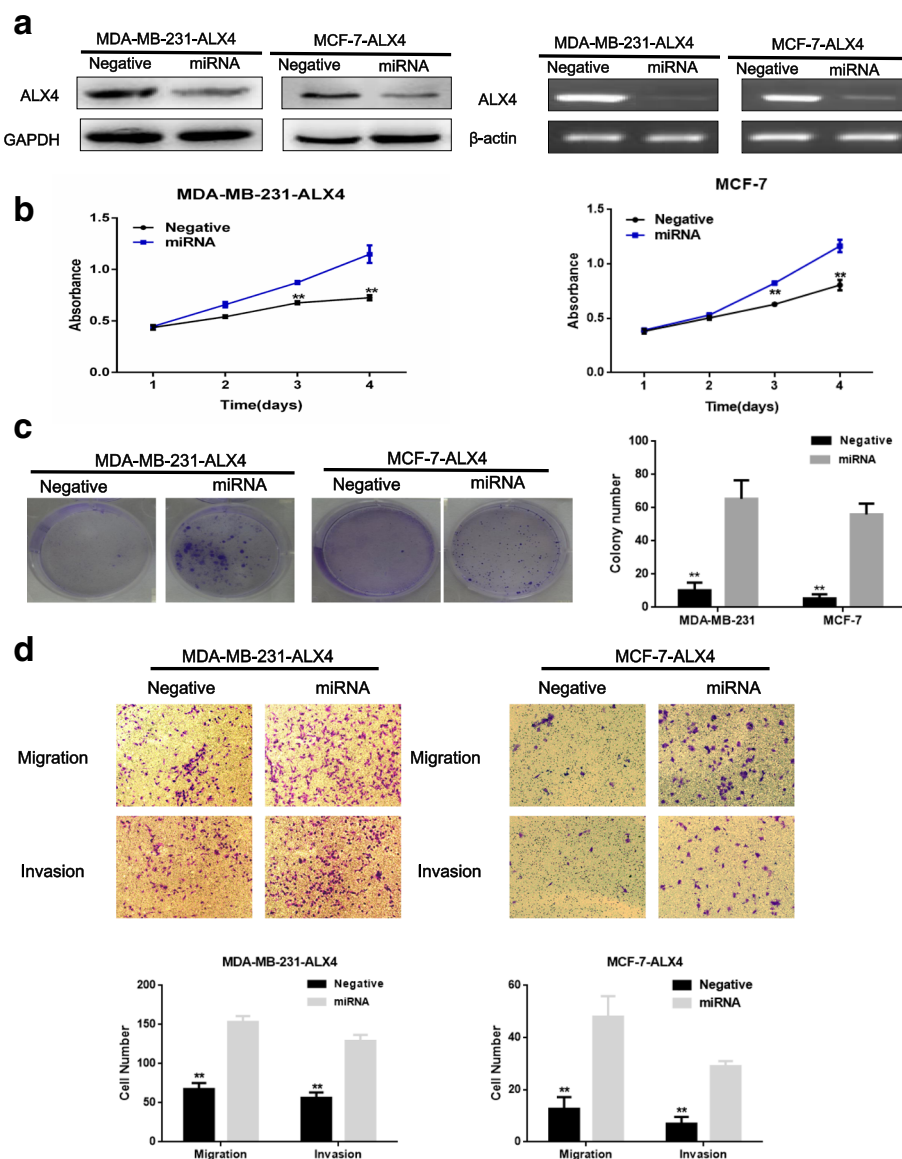 a
MDA-MB-231-ALX4
MCF-7-ALX4
Negative miRNA
Negative miRNA
ALX4
GAPDH
MDA-MB-231-ALX4
MCF-7-ALX4
Negative miRNA
Negative miRNA
ALX4
β-actin
b
MDA-MB-231-ALX4
Negative
miRNA
Absorbance
1.5
1.0
0.5
0.0
** **
1 2 3 4
Time(days)
MCF-7
Negative
miRNA
Absorbance
1.5
1.0
0.5
0.0
** **
1 2 3 4
Time(days)
c
MDA-MB-231-ALX4
MCF-7-ALX4
Negative miRNA
Negative miRNA
Negative
miRNA
Colony number
100
80
60
40
20
0
** **
MDA-MB-231 MCF-7
d
MDA-MB-231-ALX4
Negative miRNA
Migration
Invasion
MCF-7-ALX4
Negative miRNA
Migration
Invasion
MDA-MB-231-ALX4
Negative
miRNA
Cell Number
200
150
100
50
0
** **
Migration Invasion
MCF-7-ALX4
Negative
miRNA
Cell Number
60
40
20
0
** **
Migration Invasion